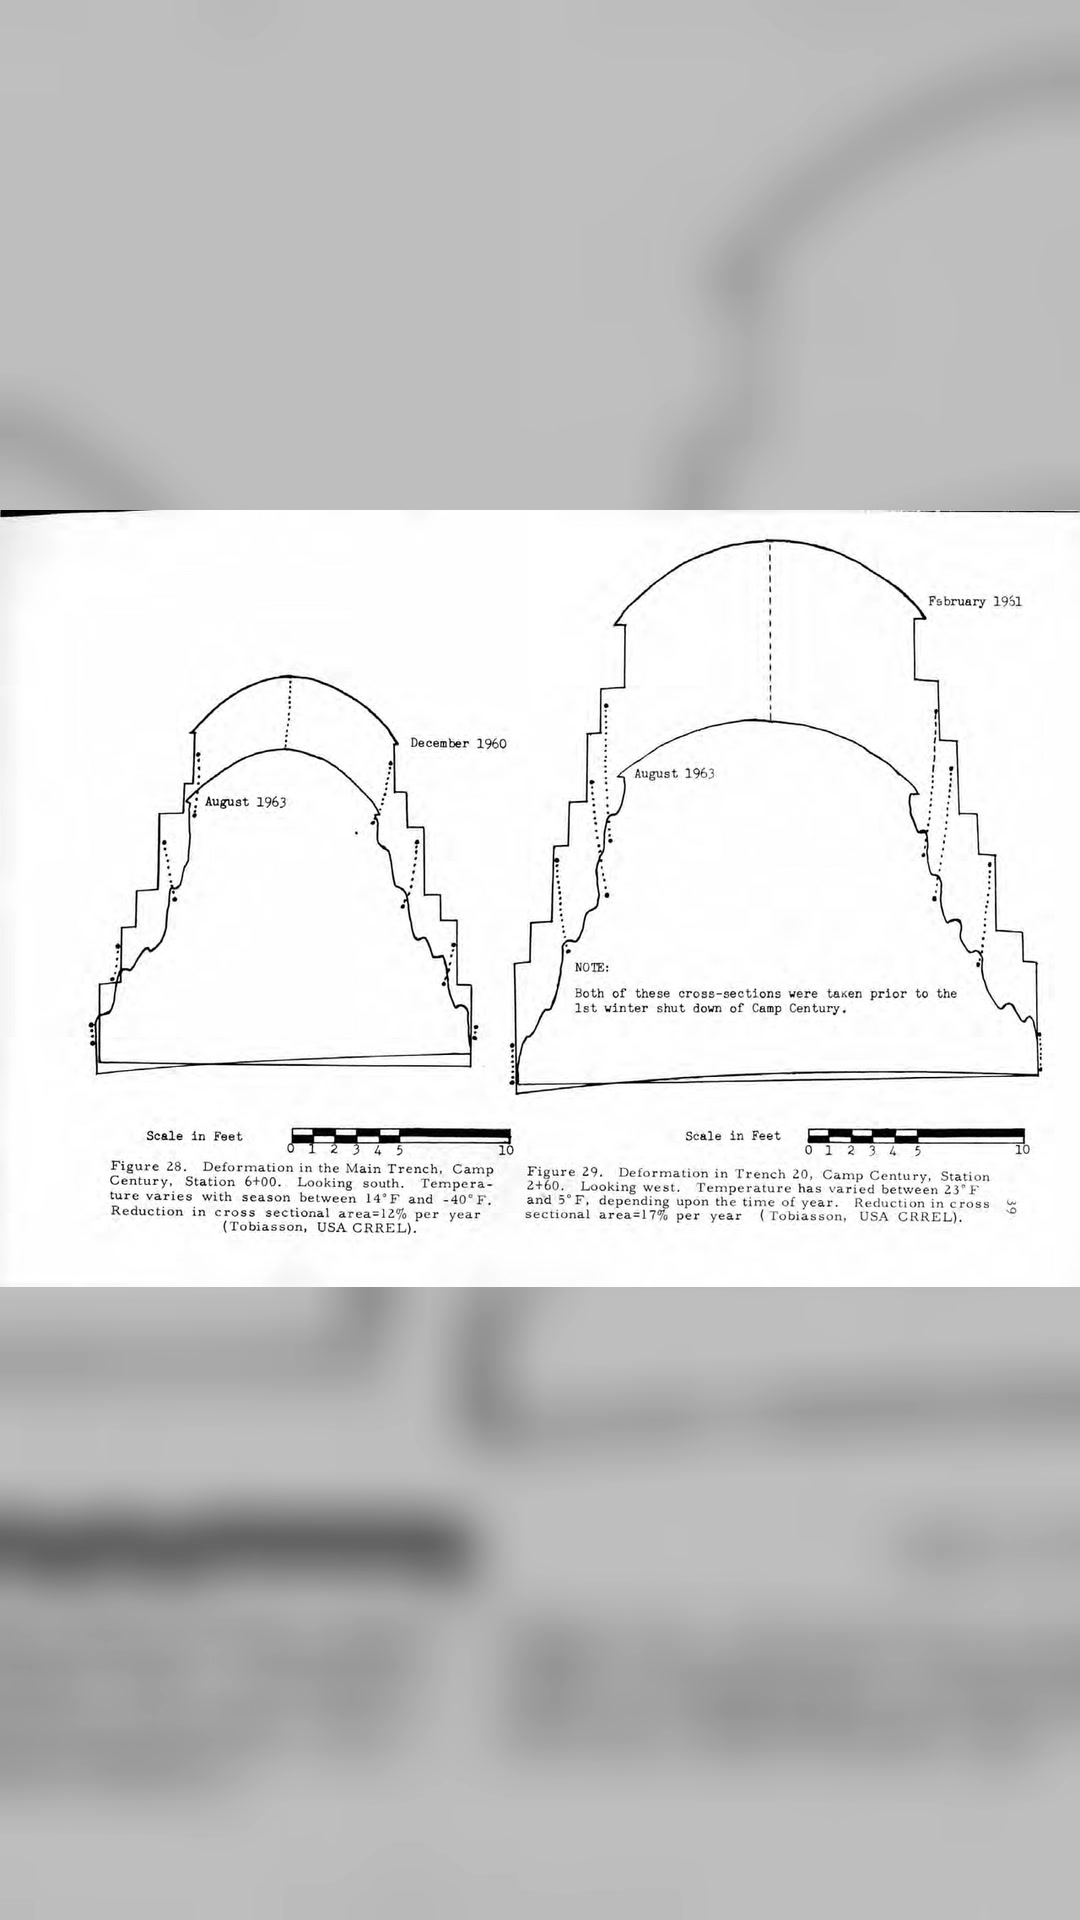 February 1961
December 1960
August 1963
August 1963
NOTE:
Both of these cross-sections were taken prior to the
1st winter shut down of Camp Century.
Scale in Feet
0 1 2 3 4 5 10
Scale in Feet
0 1 2 3 4 5 10
Figure 28. Deformation in the Main Trench, Camp
Century, Station 6+00. Looking south. Tempera-
ture varies with season between 14°F and -40°F.
Reduction in cross sectional area=12% per year
(Tobiasson, USA CRREL).
Figure 29. Deformation in Trench 20, Camp Century, Station
2+60. Looking west. Temperature has varied between 23°F
and 5°F, depending upon the time of year. Reduction in cross
sectional area=17% per year (Tobiasson, USA CRREL).
39